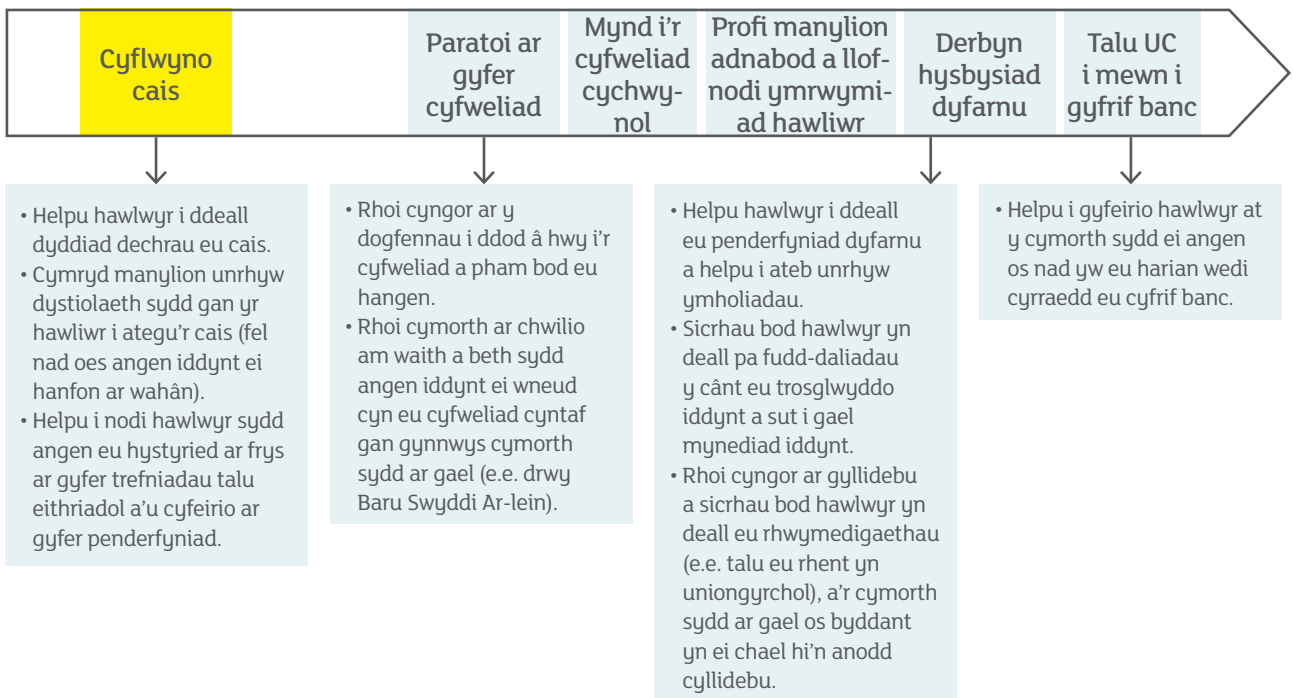 Cyflwyno
cais
Paratoi ar
gyfer
cyfweliad
Mynd i'r
cyfweliad
cychwy-
nol
Profi manylion
adnabod a llof-
nodi ymrwymi-
ad hawliwr
Derbyn
hysbysiad
dyfarnu
Talu UC
i mewn i
gyfrif banc
• Helpu hawlwyr i ddeall
dyddiad dechrau eu cais.
• Cymryd manylion unrhyw
dystiolaeth sydd gan yr
hawliwr i ategu'r cais (fel
nad oes angen iddynt ei
hanfon ar wahân).
• Helpu i nodi hawlwyr sydd
angen eu hystyried ar frys
ar gyfer trefniadau talu
eithriadol a'u cyfeirio ar
gyfer penderfyniad.
• Rhoi cyngor ar y
dogfennau i ddod â hwy i'r
cyfweliad a pham bod eu
hangen.
• Rhoi cymorth ar chwilio
am waith a beth sydd
angen iddynt ei wneud
cyn eu cyfweliad cyntaf
gan gynnwys cymorth
sydd ar gael (e.e. drwy
Baru Swyddi Ar-lein).
• Helpu hawlwyr i ddeall
eu penderfyniad dyfarnu
a helpu i ateb unrhyw
ymholiadau.
• Sicrhau bod hawlwyr yn
deall pa fudd-daliadau
y cânt eu trosglwyddo
iddynt a sut i gael
mynediad iddynt.
• Rhoi cyngor ar gyllidebu
a sicrhau bod hawlwyr yn
deall eu rhwymedigaethau
(e.e. talu eu rhent yn
uniongyrchol), a'r cymorth
sydd ar gael os byddant
yn ei chael hi'n anodd
cyllidebu.
• Helpu i gyfeirio hawlwyr at
y cymorth sydd ei angen
os nad yw eu harian wedi
cyrraedd eu cyfrif banc.